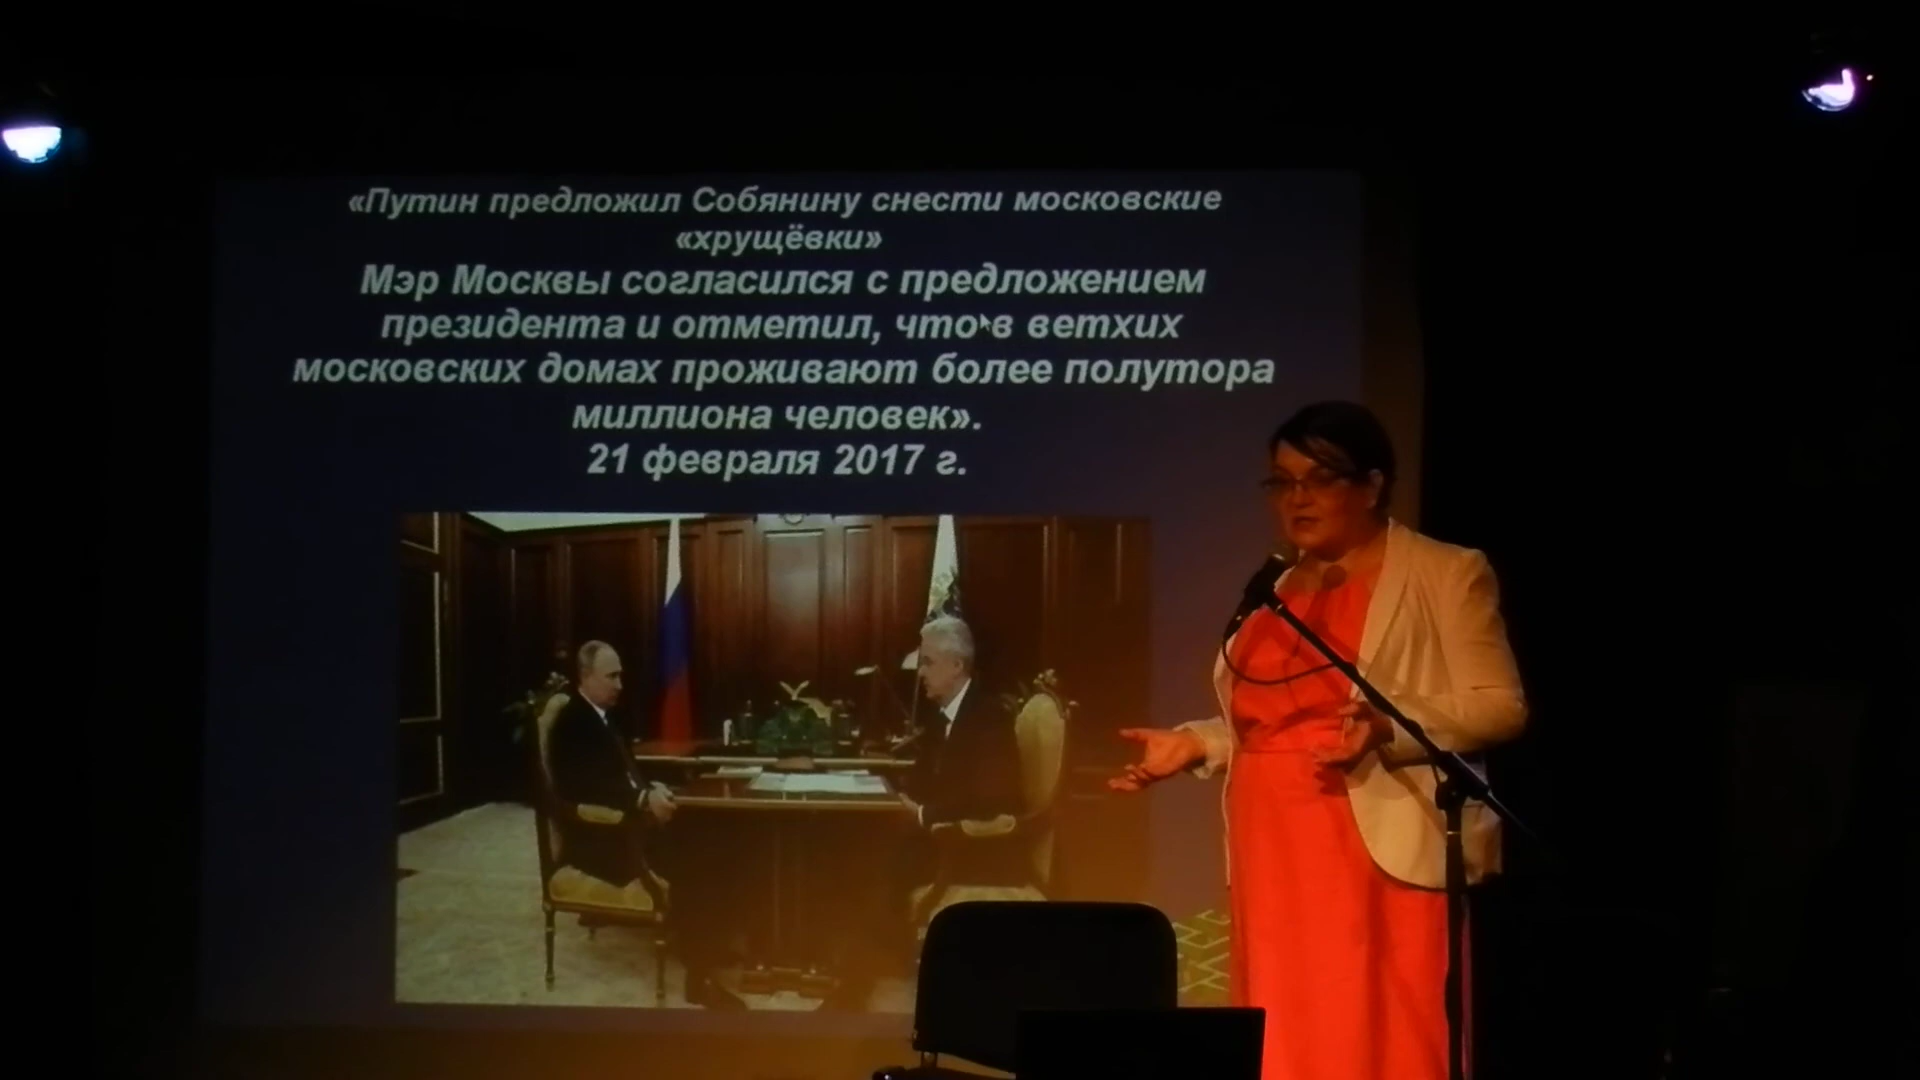 «Путин предложил Собянину снести московские
«хрущёвки»
Мэр Москвы согласился с предложением
президента и отметил, что в ветхих
московских домах проживают более полутора
миллиона человек».
21 февраля 2017 г.